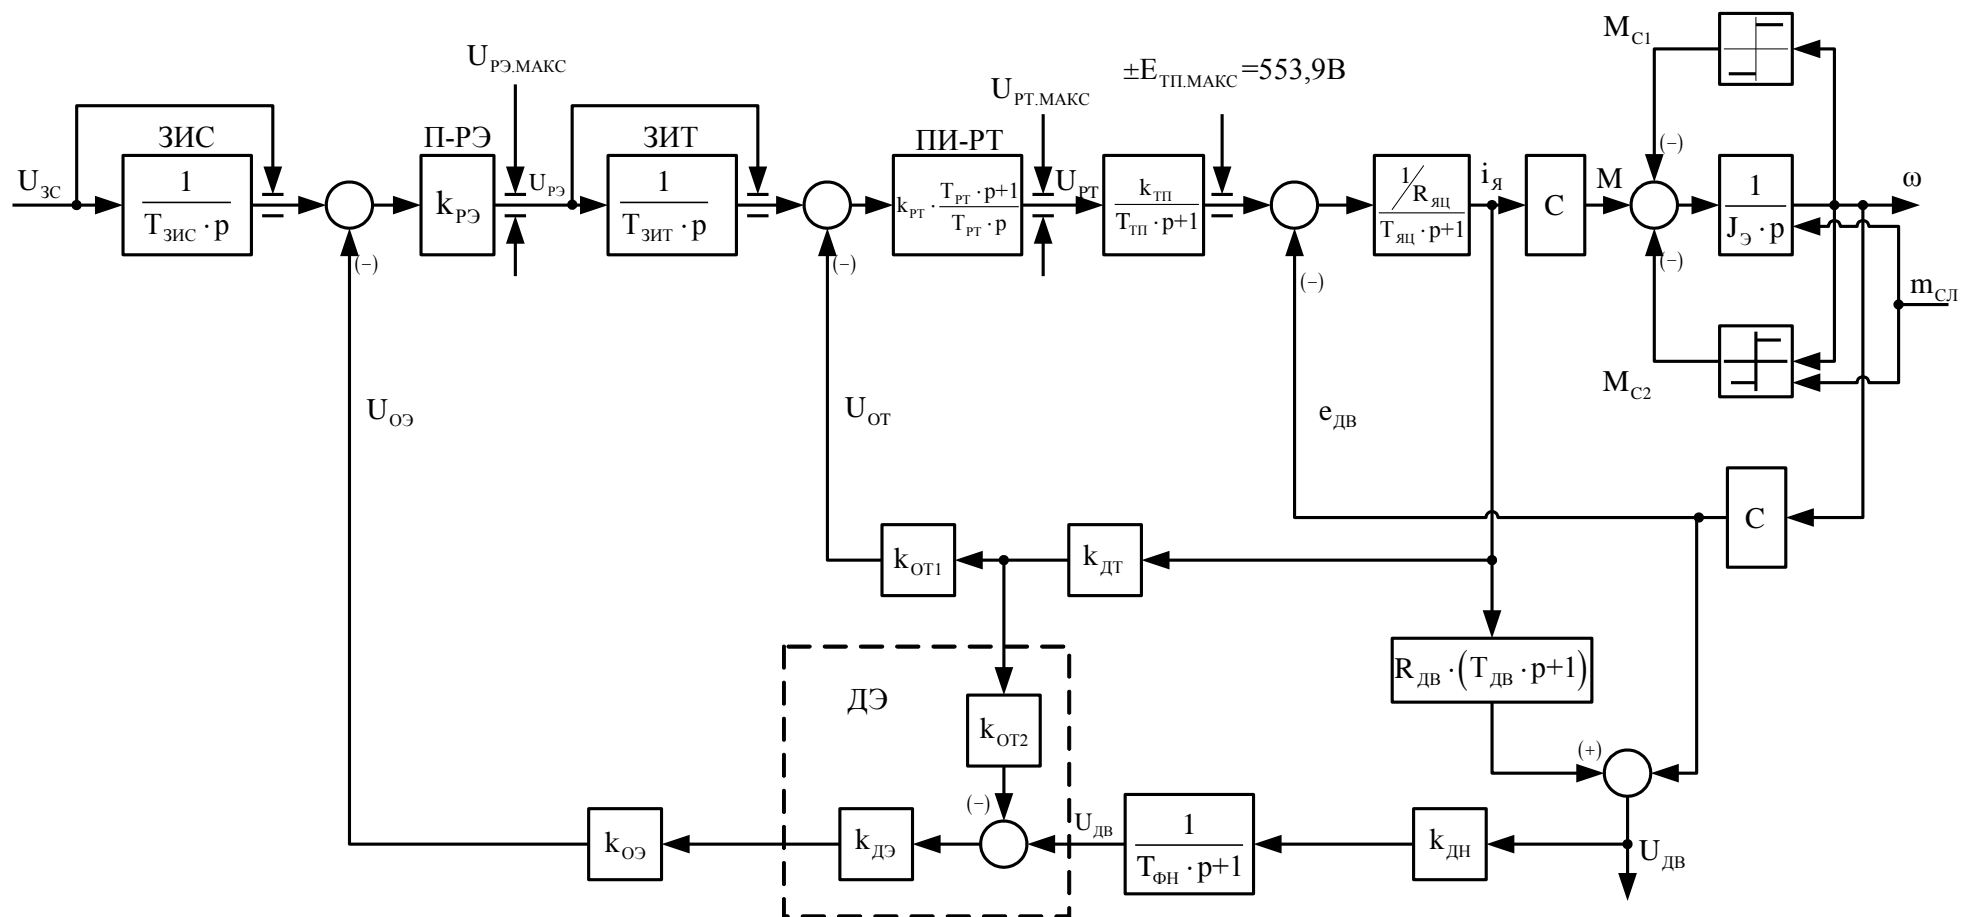 M_C1
U_РЭ.МАКС
±E_ТП.МАКС=553,9В
U_РТ.МАКС
ЗИС
П-РЭ
ЗИТ
ПИ-РТ
(−)
U_ЗС
1
T_ЗИС · p
k_РЭ
U_РЭ
1
T_ЗИТ · p
k_РТ · T_РТ · p+1
T_РТ · p
U_РТ
k_ТП
T_ТП · p+1
1/R_ЯЦ
T_ЯЦ · p+1
i_Я
C
M
1
J_Э · p
ω
(−)
(−)
(−)
(−)
m_СЛ
M_C2
U_ОЭ
U_ОТ
e_ДВ
C
k_ОТ1
k_ДТ
R_ДВ · (T_ДВ · p+1)
ДЭ
k_ОТ2
(+)
(−)
k_ОЭ
k_ДЭ
U_ДВ
1
T_ФН · p+1
k_ДН
U_ДВ